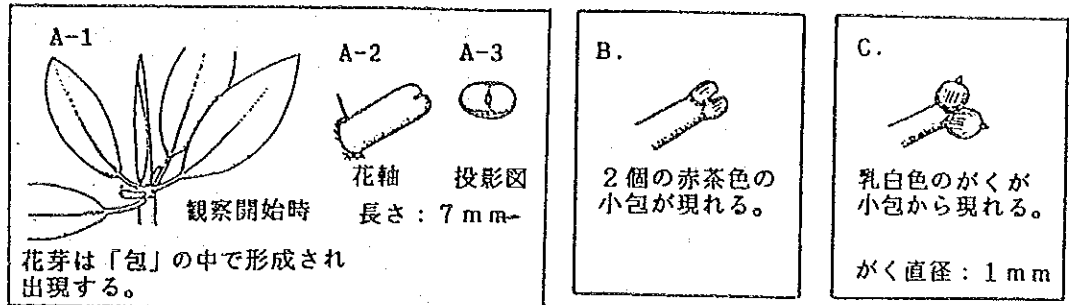 A-1
A-2
A-3
花軸
投影図
観察開始時
長さ：7mm
花芽は「包」の中で形成され
出現する。
B.
2個の赤茶色の
小包が現れる。
C.
乳白色のがくが
小包から現れる。
がく直径：1mm